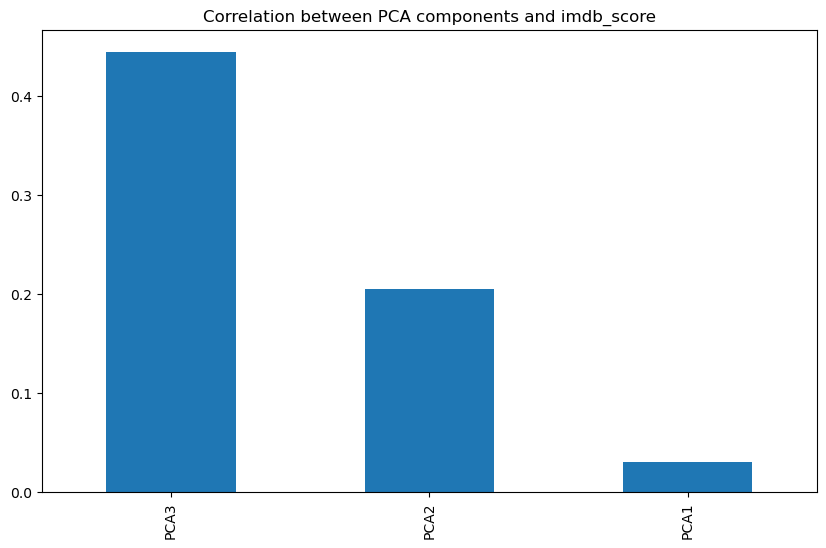 Correlation between PCA components and imdb_score
0.4
0.3
0.2
0.1
0.0
PCA3
PCA2
PCA1